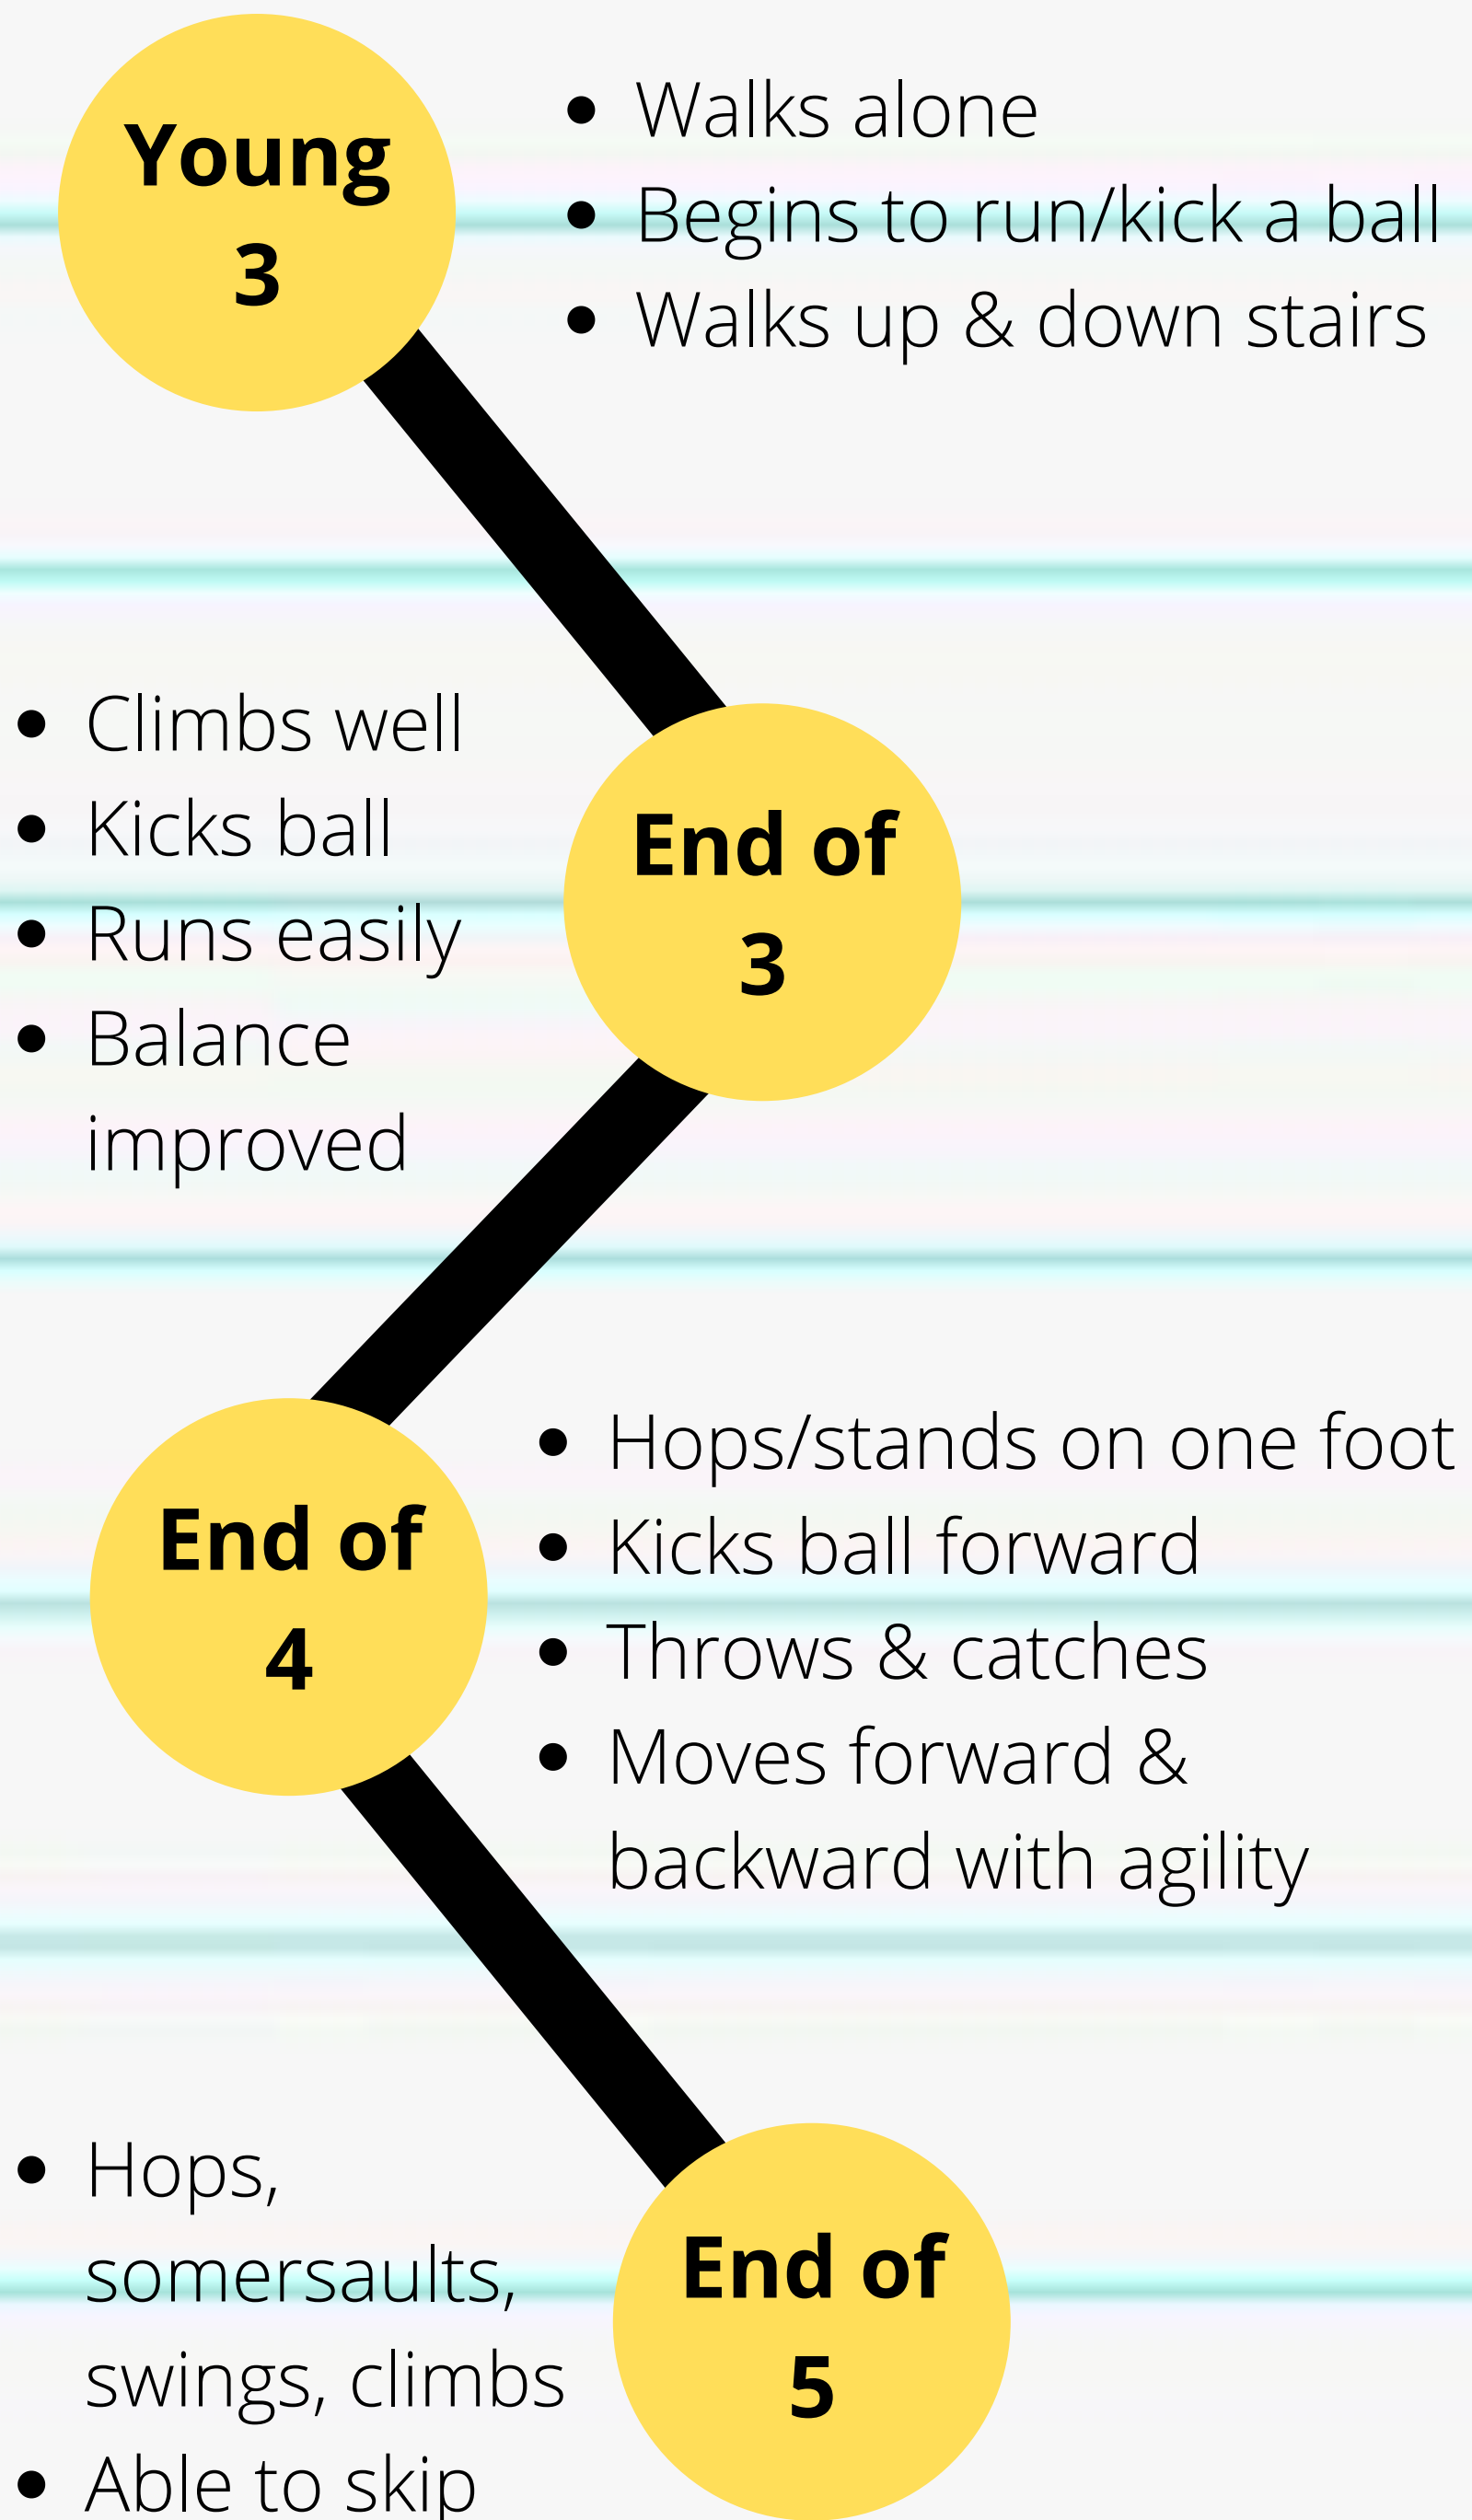 Young
3
• Walks alone
• Begins to run/kick a ball
• Walks up & down stairs
• Climbs well
• Kicks ball
• Runs easily
• Balance
improved
End of
3
End of
4
• Hops/stands on one foot
• Kicks ball forward
• Throws & catches
• Moves forward &
backward with agility
• Hops,
somersaults,
swings, climbs
• Able to skip
End of
5